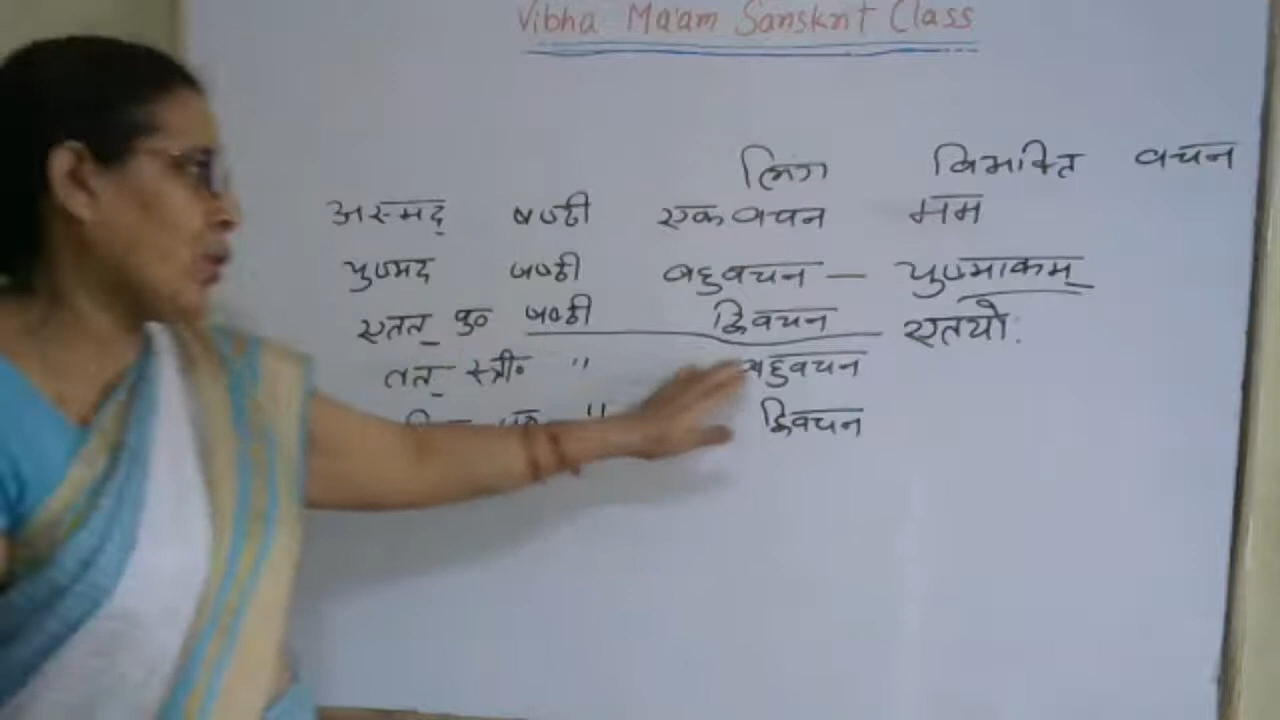 Vibha Ma'am Sanskrit Class
लिंग विभक्ति वचन
अस्मद् षष्ठी एकवचन मम
युष्मद षष्ठी बहुवचन — युष्माकम्
एतत् पु० षष्ठी द्विवचन एतयो:
तत् स्त्री० " बहुवचन
" द्विवचन